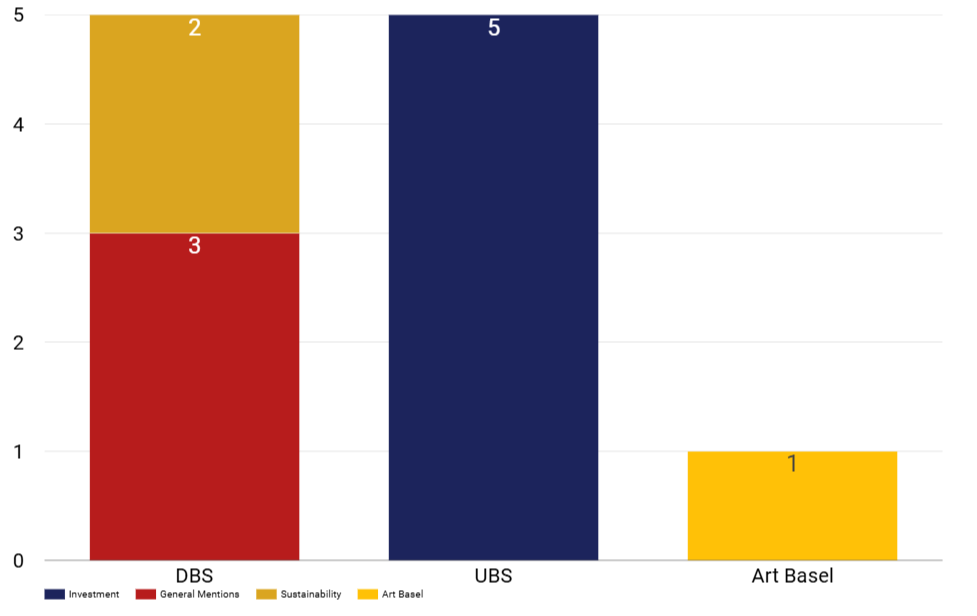 5
2
5
4
3
3
2
1
1
0
DBS
UBS
Art Basel
Investment
General Mentions
Sustainability
Art Basel